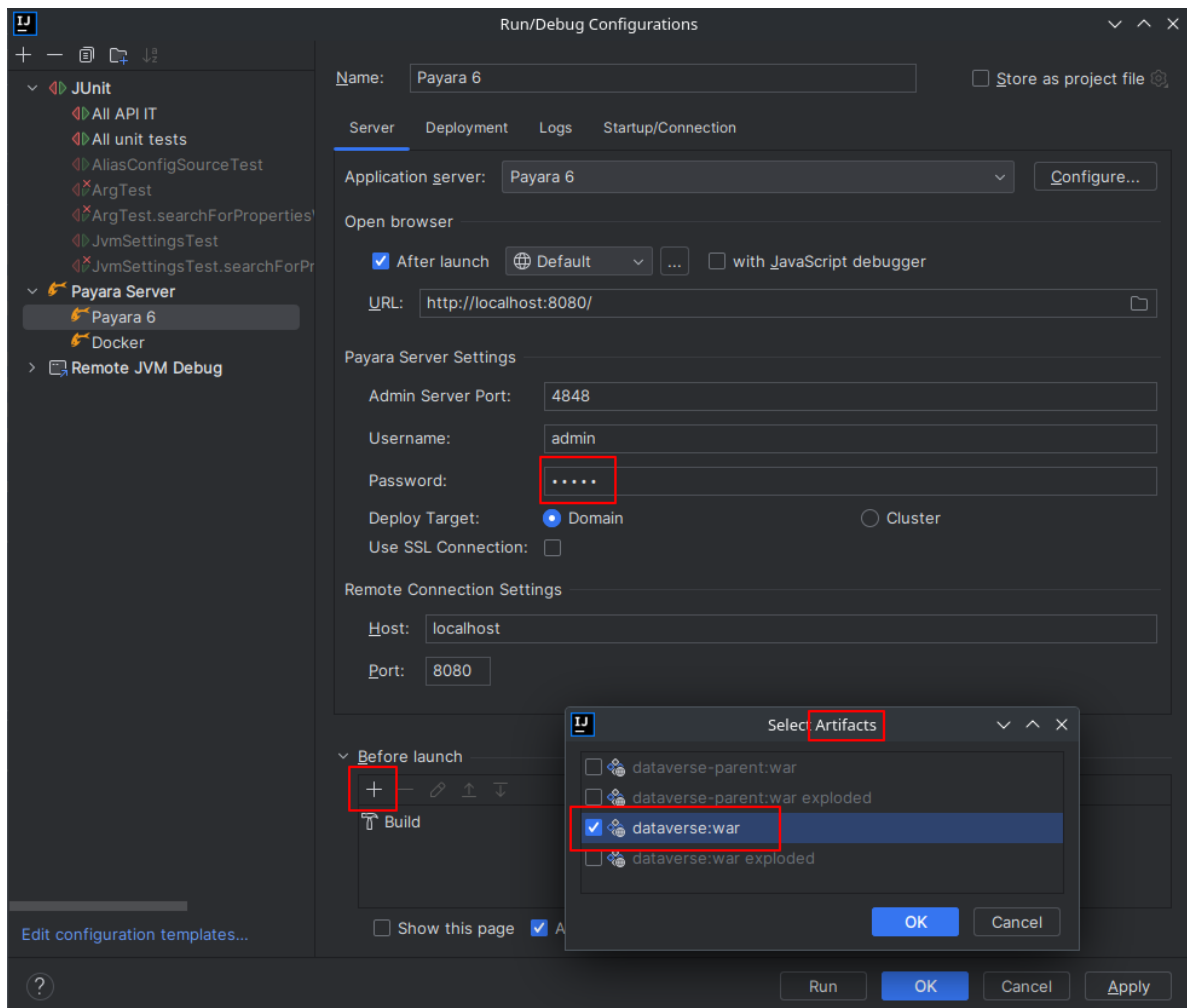 IJ
Run/Debug Configurations
JUnit
All API IT
All unit tests
AliasConfigSourceTest
ArgTest
ArgTest.searchForProperties
JvmSettingsTest
JvmSettingsTest.searchForPr
Payara Server
Payara 6
Docker
Remote JVM Debug
Edit configuration templates...
?
Name: Payara 6
Store as project file
Server Deployment Logs Startup/Connection
Application server: Payara 6 Configure...
Open browser
After launch Default ... with JavaScript debugger
URL: http://localhost:8080/
Payara Server Settings
Admin Server Port: 4848
Username: admin
Password: •••••
Deploy Target: Domain Cluster
Use SSL Connection:
Remote Connection Settings
Host: localhost
Port: 8080
Before launch
Build
Show this page A
IJ
Select Artifacts
dataverse-parent:war
dataverse-parent:war exploded
dataverse:war
dataverse:war exploded
OK Cancel
Run OK Cancel Apply